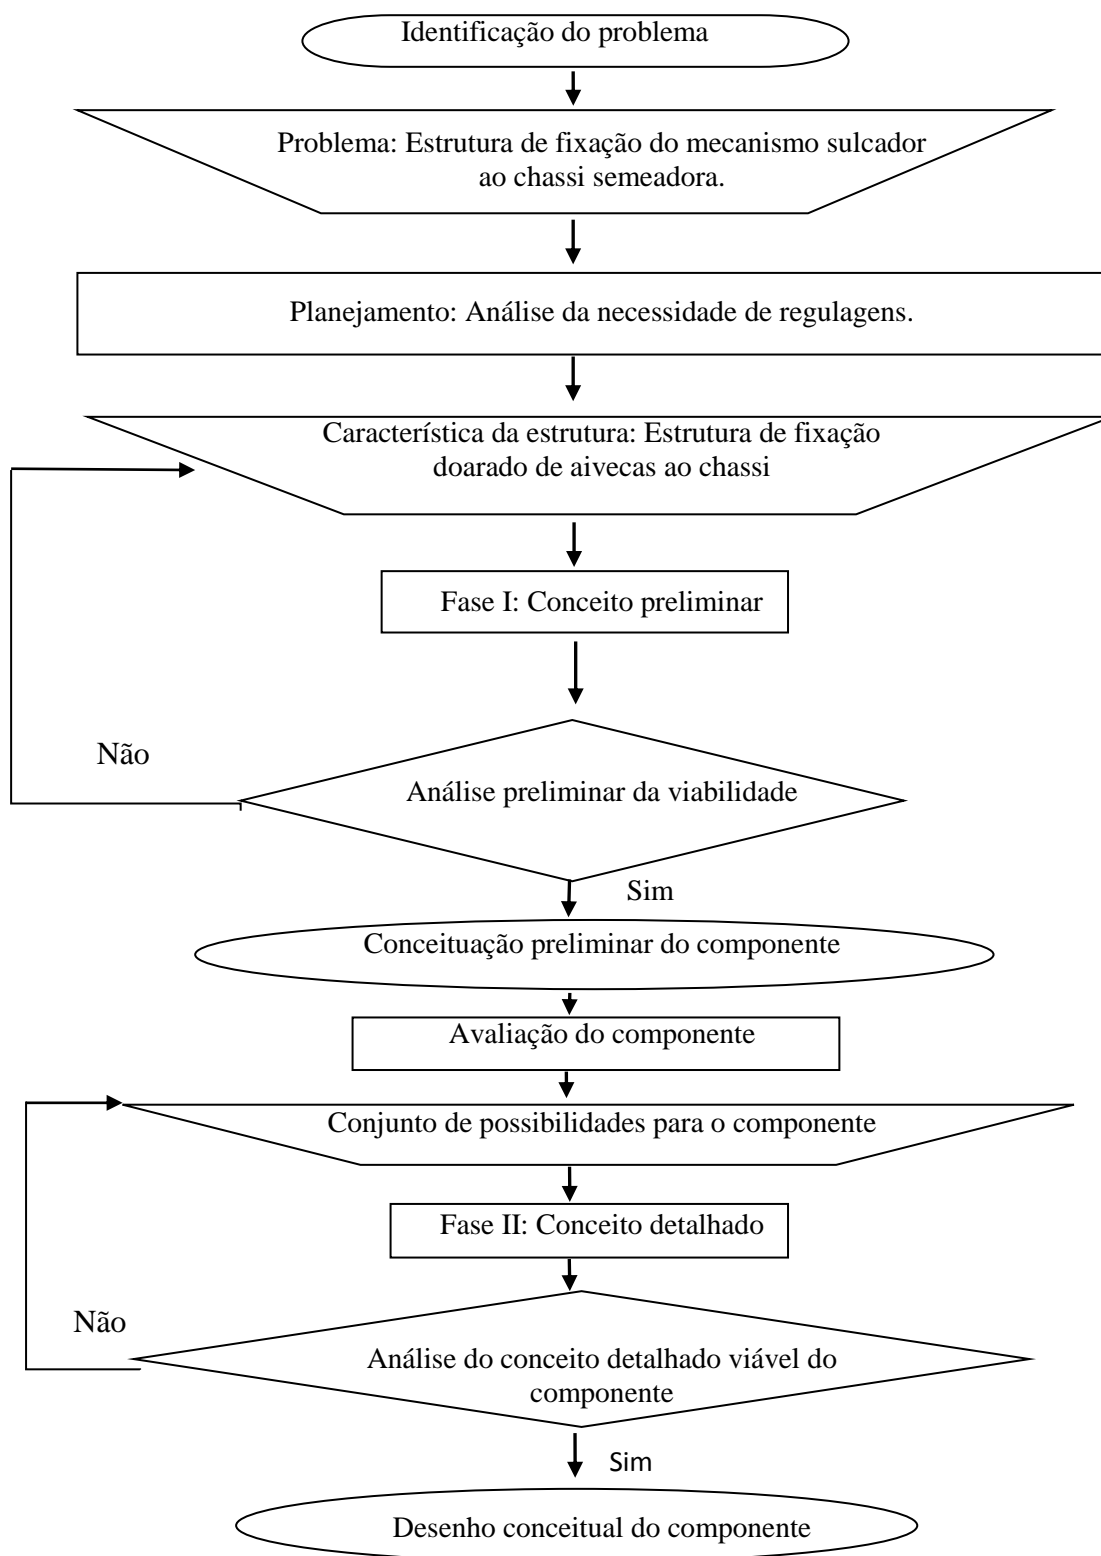 Identificação do problema
Problema: Estrutura de fixação do mecanismo sulcador
ao chassi semeadora.
Planejamento: Análise da necessidade de regulagens.
Característica da estrutura: Estrutura de fixação
doarado de aivecas ao chassi
Fase I: Conceito preliminar
Não
Análise preliminar da viabilidade
Sim
Conceituação preliminar do componente
Avaliação do componente
Conjunto de possibilidades para o componente
Fase II: Conceito detalhado
Não
Análise do conceito detalhado viável do
componente
Sim
Desenho conceitual do componente